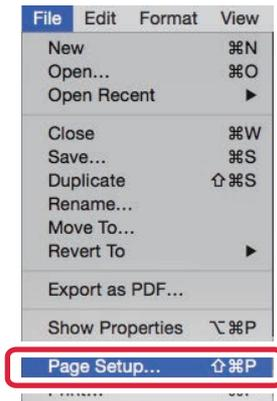 File Edit Format View
New ⌘N
Open... ⌘O
Open Recent ▶
Close ⌘W
Save... ⌘S
Duplicate ⇧⌘S
Rename...
Move To...
Revert To ▶
Export as PDF...
Show Properties ⌥⌘P
Page Setup... ⇧⌘P